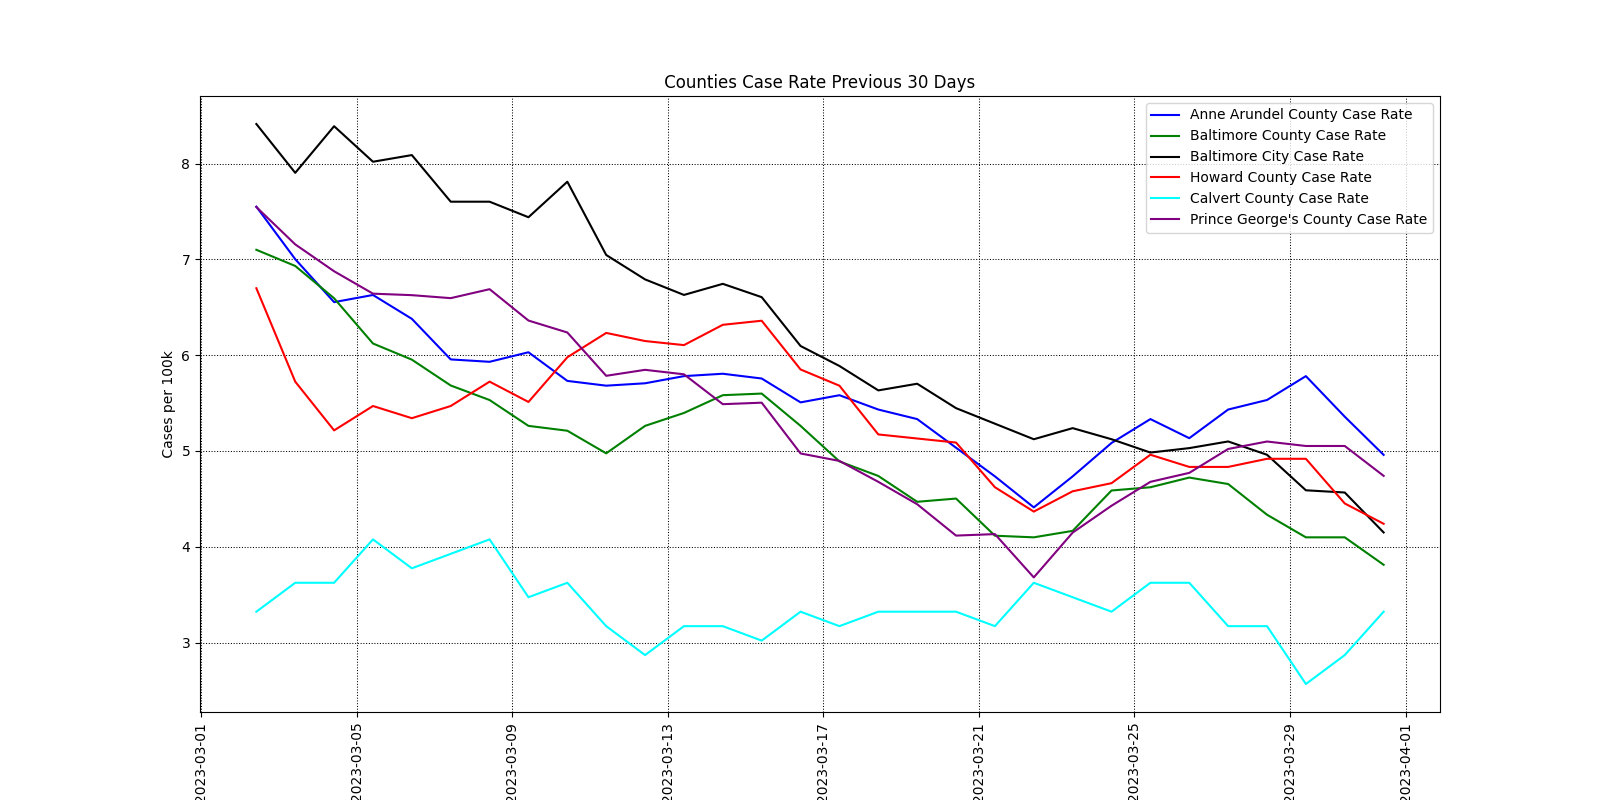 Counties Case Rate Previous 30 Days
Anne Arundel County Case Rate
Baltimore County Case Rate
Baltimore City Case Rate
Howard County Case Rate
Calvert County Case Rate
Prince George's County Case Rate
Cases per 100k
8
7
6
5
4
3
2023-03-01
2023-03-05
2023-03-09
2023-03-13
2023-03-17
2023-03-21
2023-03-25
2023-03-29
2023-04-01